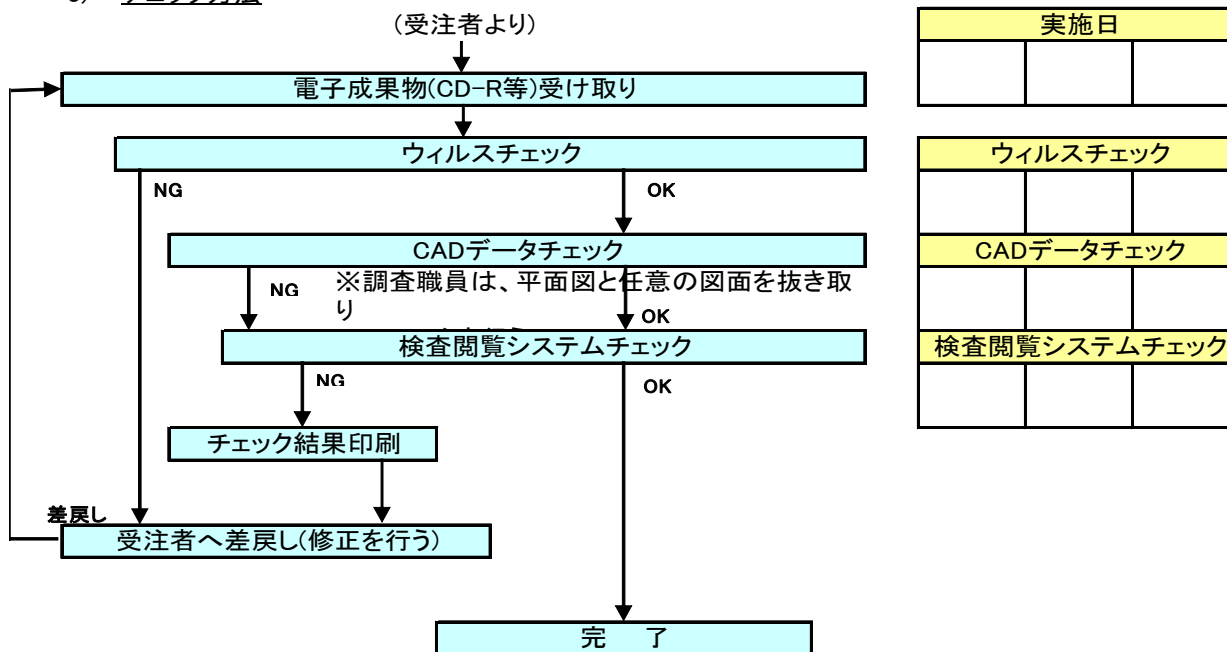 (受注者より)
実施日
電子成果物(CD-R等)受け取り
ウィルスチェック
ウィルスチェック
NG
OK
CADデータチェック
CADデータチェック
※調査職員は、平面図と任意の図面を抜き取
り
NG
OK
検査閲覧システムチェック
検査閲覧システムチェック
NG
OK
チェック結果印刷
差戻し
受注者へ差戻し(修正を行う)
完 了